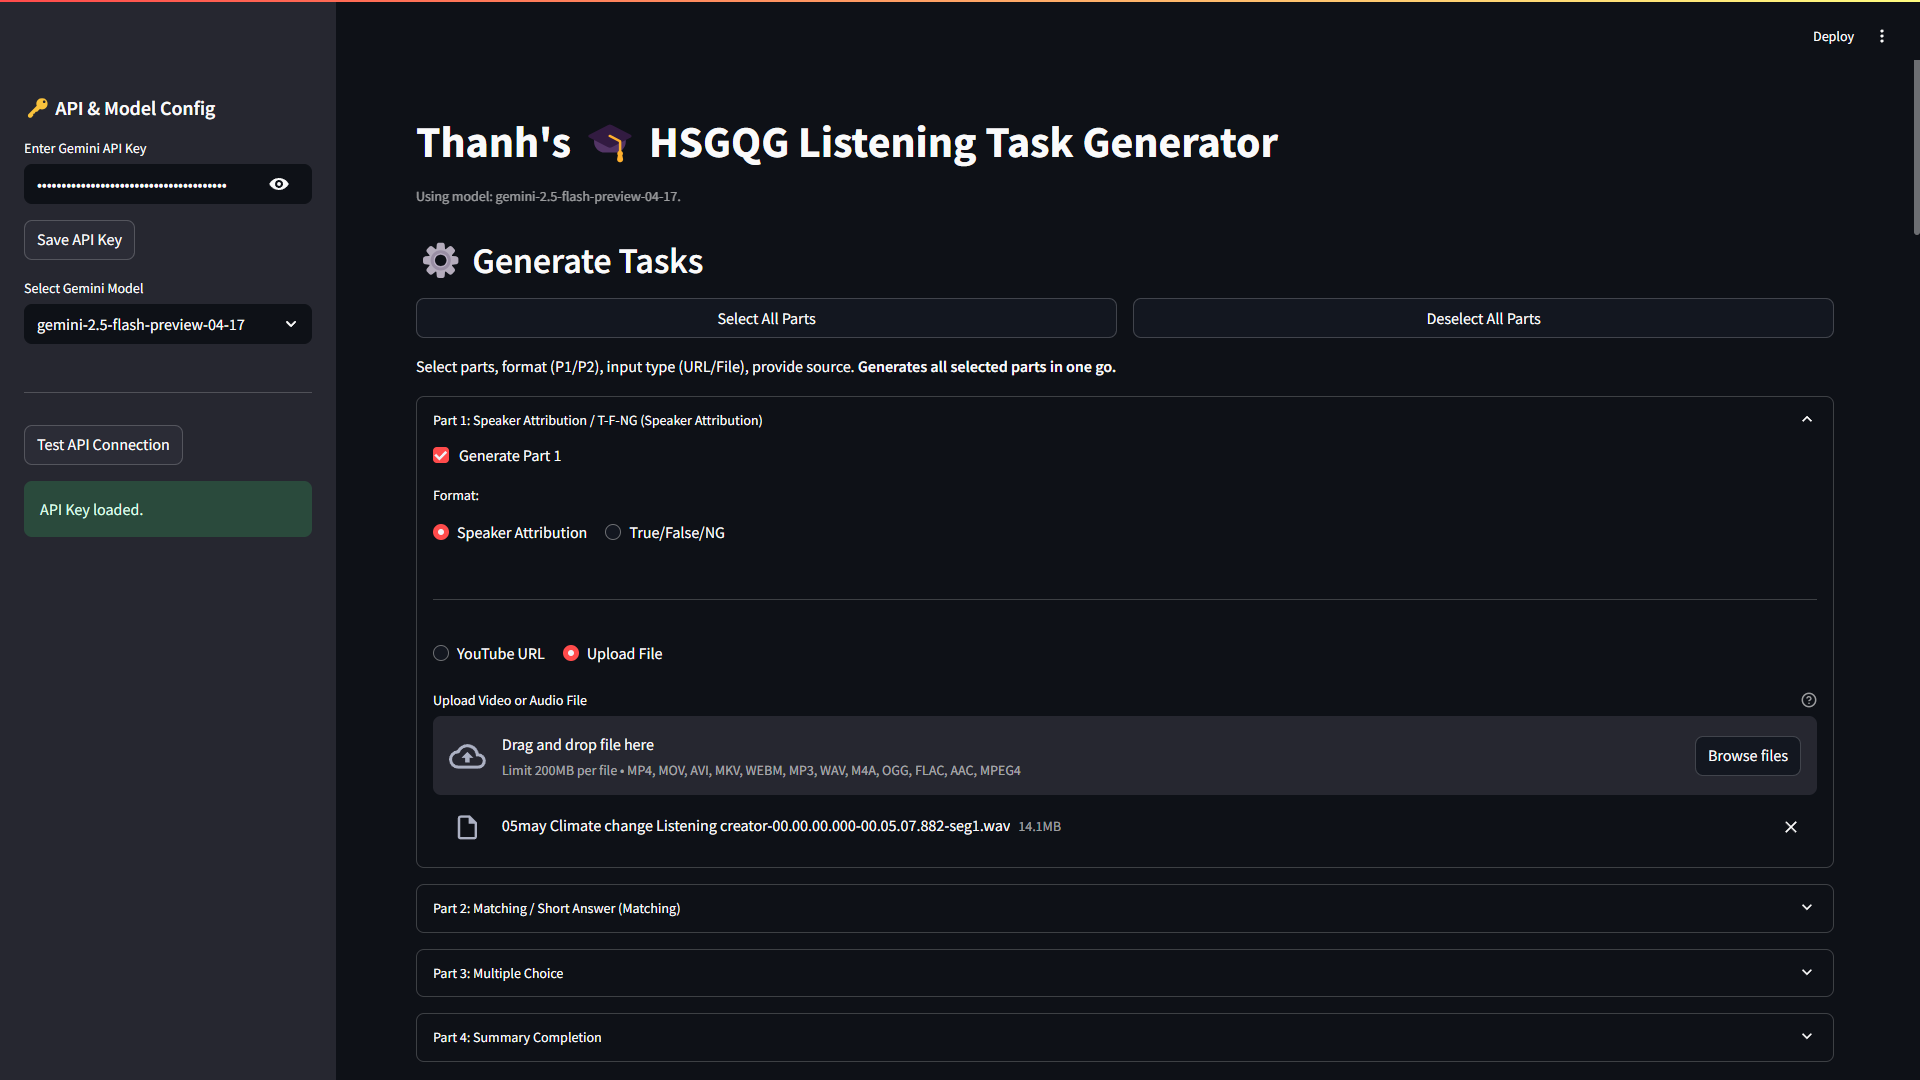 Deploy
🔑 API & Model Config
Enter Gemini API Key
••••••••••••••••••••••••••••••••••••••
Save API Key
Select Gemini Model
gemini-2.5-flash-preview-04-17
Test API Connection
API Key loaded.
Thanh's 🎓 HSGQG Listening Task Generator
Using model: gemini-2.5-flash-preview-04-17.
⚙️ Generate Tasks
Select All Parts
Deselect All Parts
Select parts, format (P1/P2), input type (URL/File), provide source. Generates all selected parts in one go.
Part 1: Speaker Attribution / T-F-NG (Speaker Attribution)
Generate Part 1
Format:
Speaker Attribution
True/False/NG
YouTube URL
Upload File
Upload Video or Audio File
Drag and drop file here
Limit 200MB per file • MP4, MOV, AVI, MKV, WEBM, MP3, WAV, M4A, OGG, FLAC, AAC, MPEG4
Browse files
05may Climate change Listening creator-00.00.00.000-00.05.07.882-seg1.wav 14.1MB
Part 2: Matching / Short Answer (Matching)
Part 3: Multiple Choice
Part 4: Summary Completion